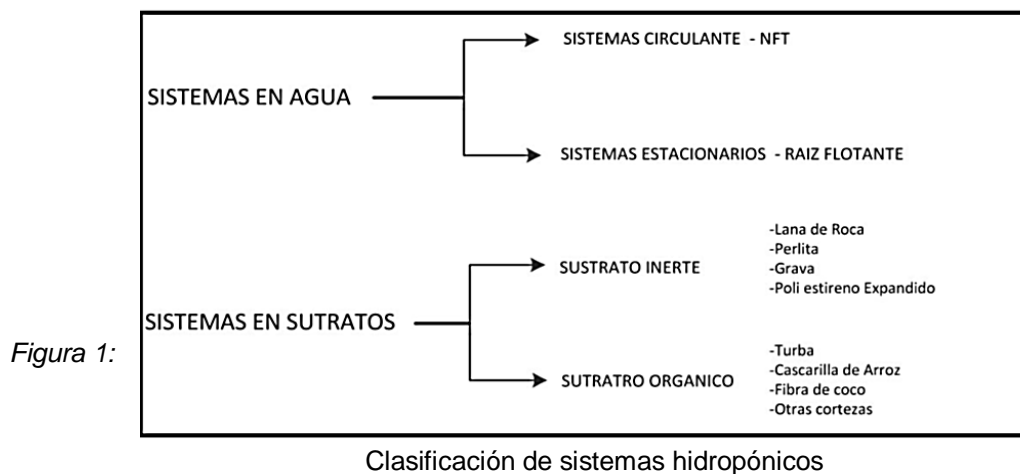 SISTEMAS EN AGUA
SISTEMAS CIRCULANTE - NFT
SISTEMAS ESTACIONARIOS - RAIZ FLOTANTE
SISTEMAS EN SUTRATOS
SUSTRATO INERTE
-Lana de Roca
-Perlita
-Grava
-Poli estireno Expandido
SUTRATRO ORGANICO
-Turba
-Cascarilla de Arroz
-Fibra de coco
-Otras cortezas
Figura 1:
Clasificación de sistemas hidropónicos